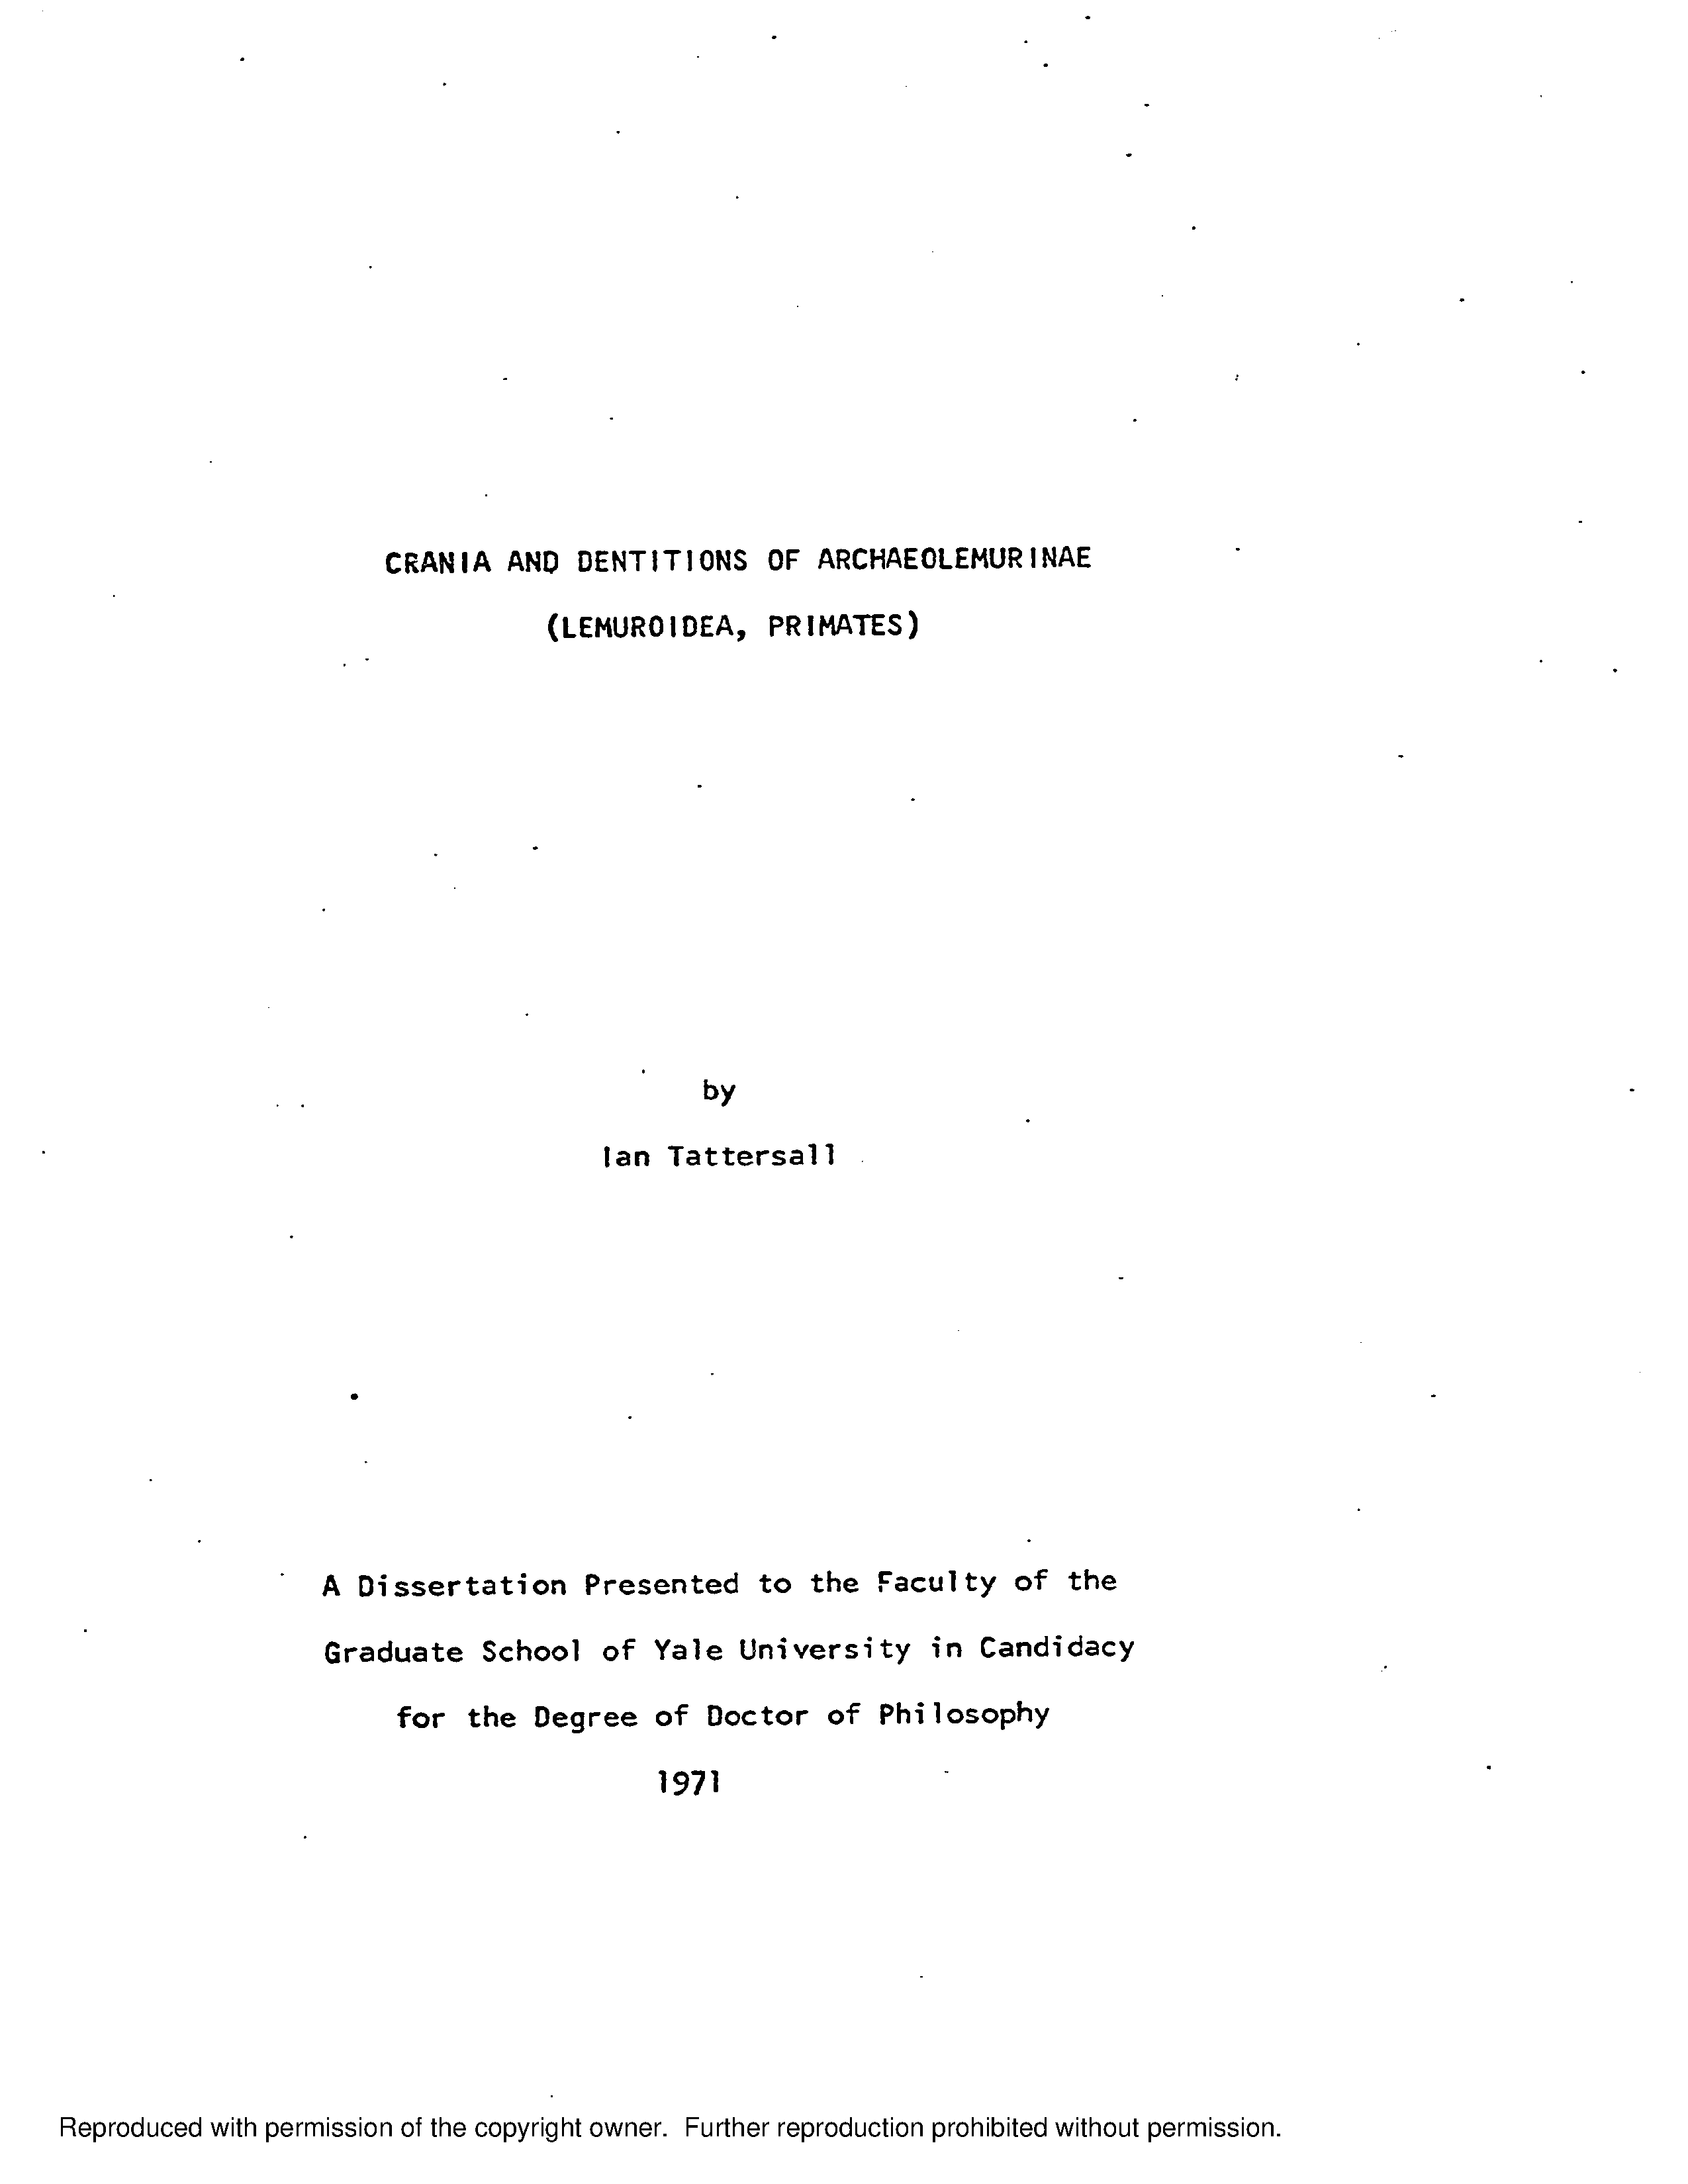 CRANIA AND DENTITIONS OF ARCHAEOLEMURINAE
(LEMUROIDEA, PRIMATES)
by
Ian Tattersall
A Dissertation Presented to the Faculty of the
Graduate School of Yale University in Candidacy
for the Degree of Doctor of Philosophy
1971
Reproduced with permission of the copyright owner. Further reproduction prohibited without permission.